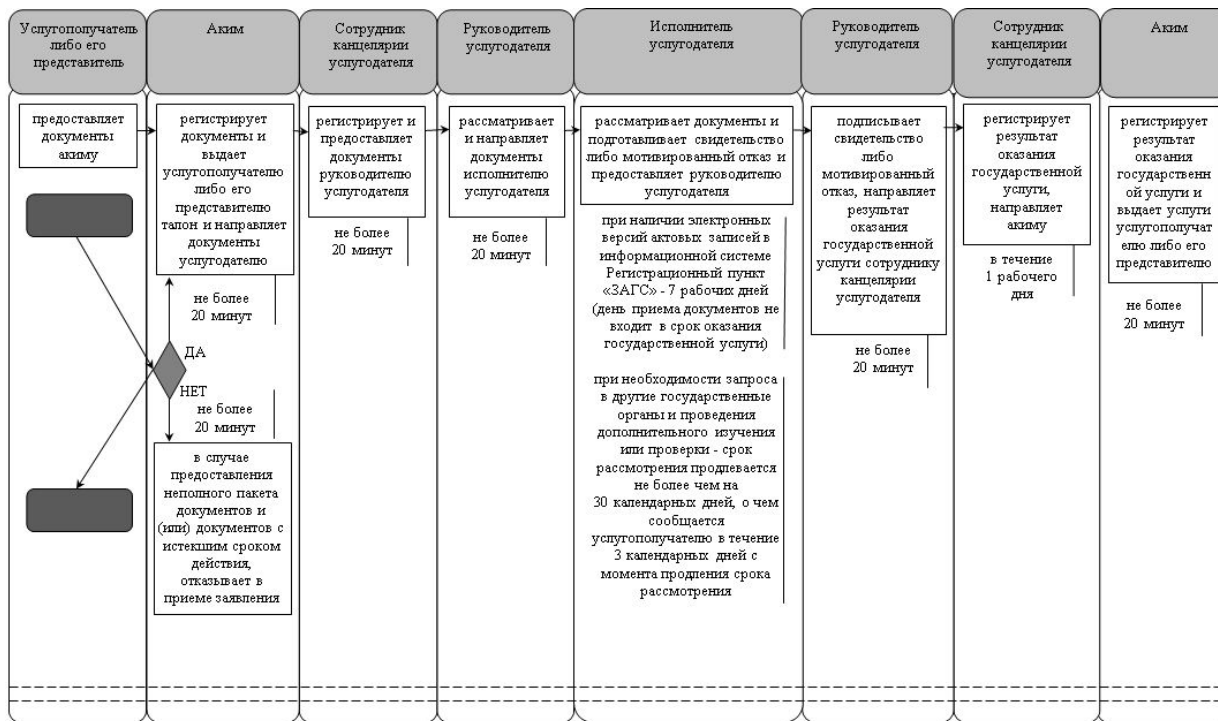 Услугополучатель
либо его
представитель
Аким
Сотрудник
канцелярии
услугодателя
Руководитель
услугодателя
Исполнитель
услугодателя
Руководитель
услугодателя
Сотрудник
канцелярии
услугодателя
Аким
предоставляет
документы
акиму
регистрирует
документы и
выдает
услугополучателю
либо его
представителю
талон и направляет
документы
услугодателю
не более
20 минут
ДА
НЕТ
не более
20 минут
в случае
предоставления
неполного пакета
документов и
(или) документов с
истекшим сроком
действия,
отказывает в
приеме заявления
регистрирует и
предоставляет
документы
руководителю
услугодателя
не более
20 минут
рассматривает
и направляет
документы
исполнителю
услугодателя
не более
20 минут
рассматривает документы и
подготавливает свидетельство
либо мотивированный отказ и
предоставляет руководителю
услугодателя
при наличии электронных
версий актовых записей в
информационной системе
Регистрационный пункт
«ЗАГС» - 7 рабочих дней
(день приема документов не
входит в срок оказания
государственной услуги)
при необходимости запроса
в другие государственные
органы и проведения
дополнительного изучения
или проверки - срок
рассмотрения продлевается
не более чем на
30 календарных дней, о чем
сообщается
услугополучателю в течение
3 календарных дней с
момента продления срока
рассмотрения
подписывает
свидетельство
либо
мотивированный
отказ, направляет
результат
оказания
государственной
услуги сотруднику
канцелярии
услугодателя
не более
20 минут
регистрирует
результат
оказания
государственной
услуги,
направляет
акиму
в течение
1 рабочего
дня
регистрирует
результат
оказания
государственн
ой услуги и
выдает услуги
услугополучат
елю либо его
представителю
не более
20 минут